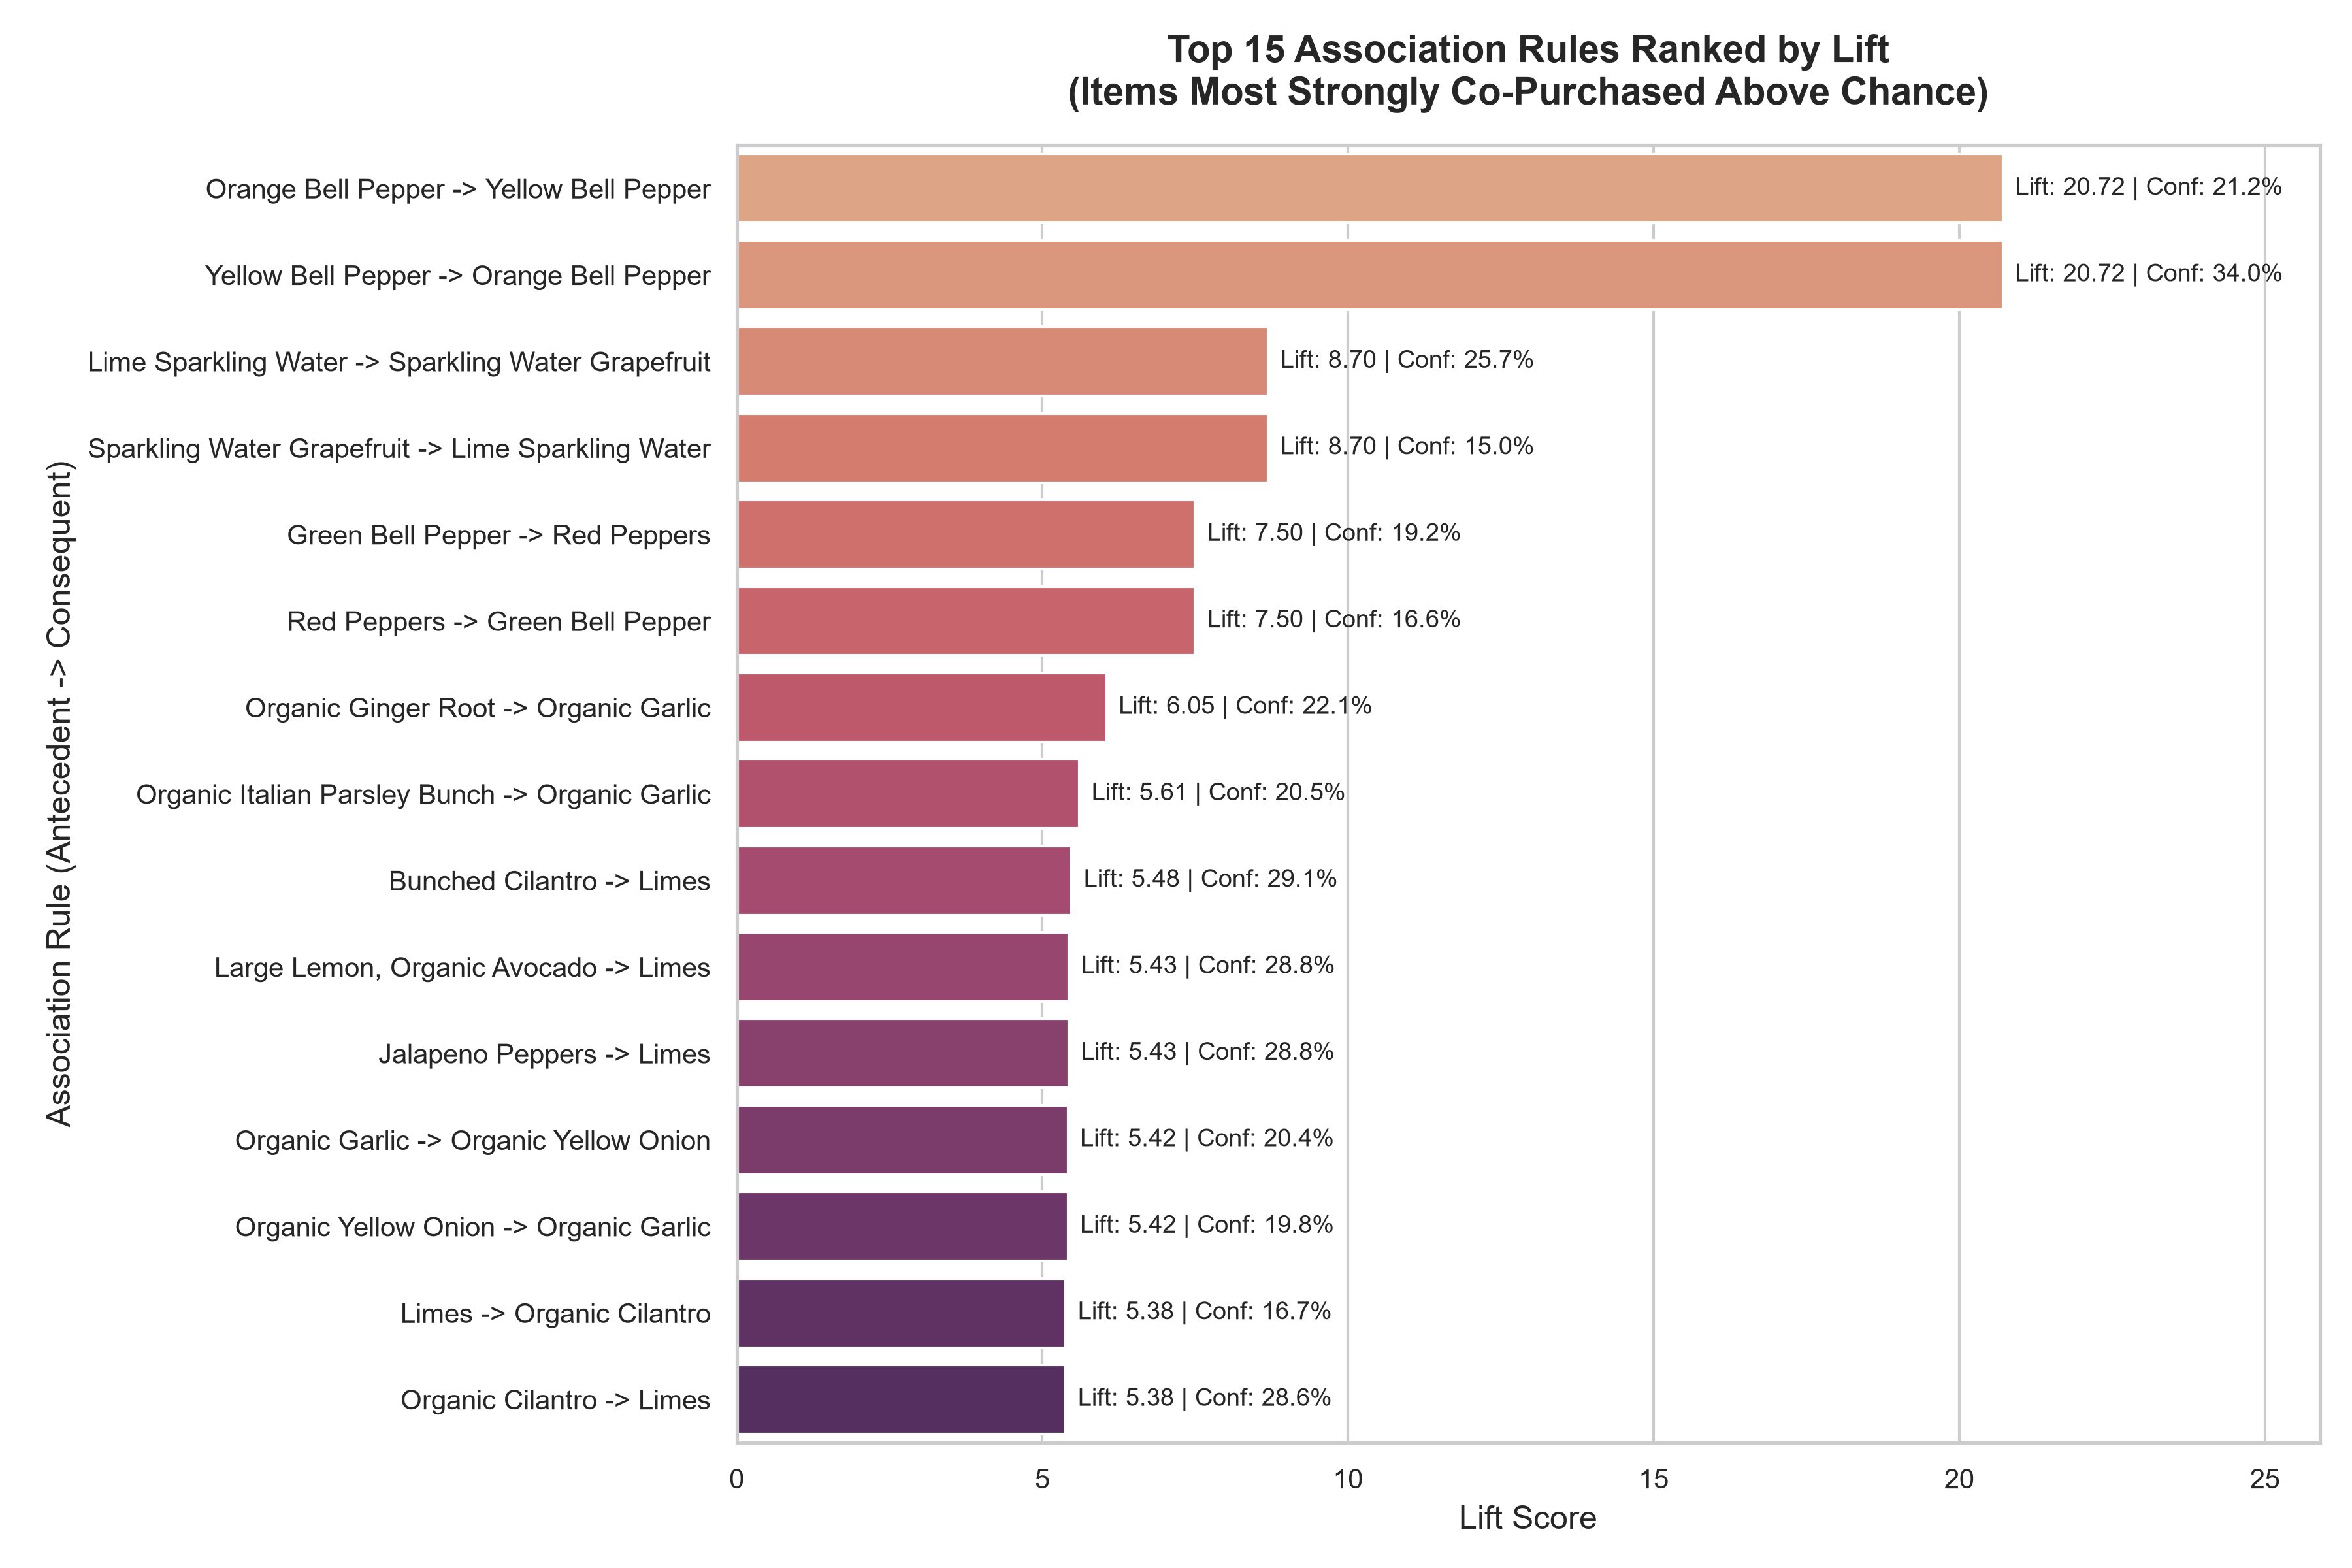 Top 15 Association Rules Ranked by Lift
(Items Most Strongly Co-Purchased Above Chance)
Association Rule (Antecedent -> Consequent)
Orange Bell Pepper -> Yellow Bell Pepper
Lift: 20.72 | Conf: 21.2%
Yellow Bell Pepper -> Orange Bell Pepper
Lift: 20.72 | Conf: 34.0%
Lime Sparkling Water -> Sparkling Water Grapefruit
Lift: 8.70 | Conf: 25.7%
Sparkling Water Grapefruit -> Lime Sparkling Water
Lift: 8.70 | Conf: 15.0%
Green Bell Pepper -> Red Peppers
Lift: 7.50 | Conf: 19.2%
Red Peppers -> Green Bell Pepper
Lift: 7.50 | Conf: 16.6%
Organic Ginger Root -> Organic Garlic
Lift: 6.05 | Conf: 22.1%
Organic Italian Parsley Bunch -> Organic Garlic
Lift: 5.61 | Conf: 20.5%
Bunched Cilantro -> Limes
Lift: 5.48 | Conf: 29.1%
Large Lemon, Organic Avocado -> Limes
Lift: 5.43 | Conf: 28.8%
Jalapeno Peppers -> Limes
Lift: 5.43 | Conf: 28.8%
Organic Garlic -> Organic Yellow Onion
Lift: 5.42 | Conf: 20.4%
Organic Yellow Onion -> Organic Garlic
Lift: 5.42 | Conf: 19.8%
Limes -> Organic Cilantro
Lift: 5.38 | Conf: 16.7%
Organic Cilantro -> Limes
Lift: 5.38 | Conf: 28.6%
0 5 10 15 20 25
Lift Score